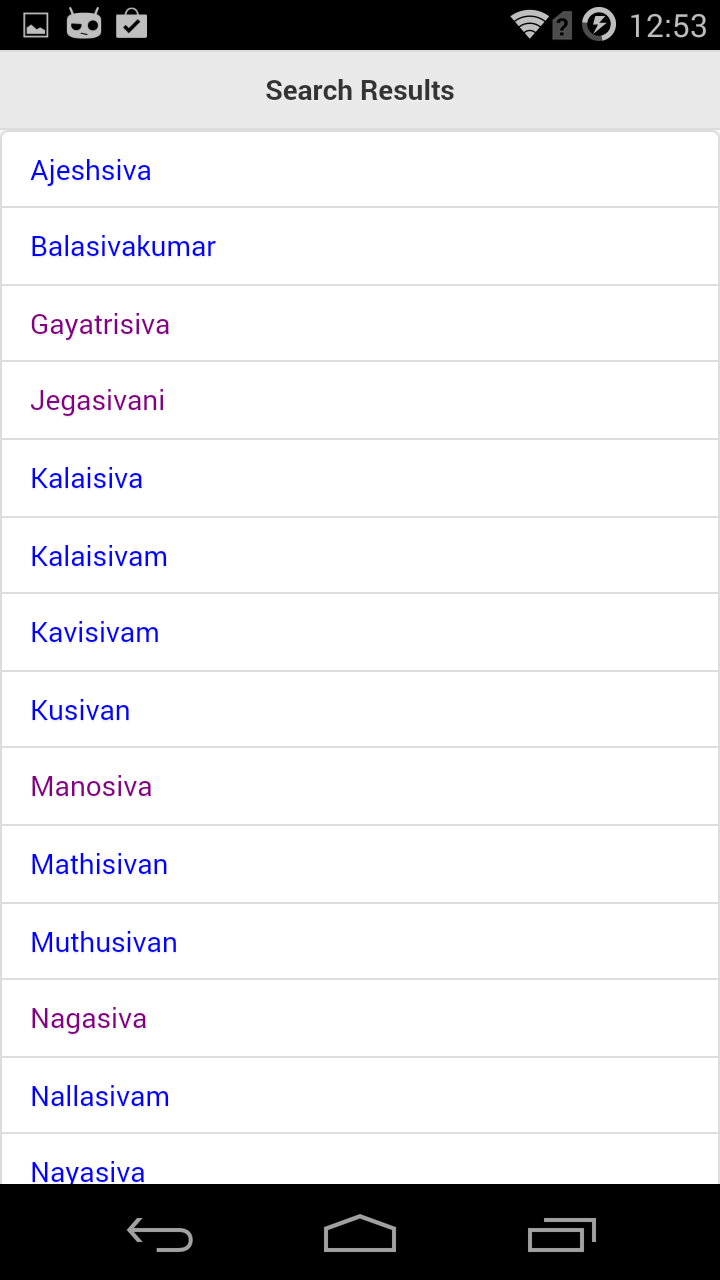 12:53
Search Results
Ajeshsiva
Balasivakumar
Gayatrisiva
Jegasivani
Kalaisiva
Kalaisivam
Kavisivam
Kusivan
Manosiva
Mathisivan
Muthusivan
Nagasiva
Nallasivam
Nayasiva